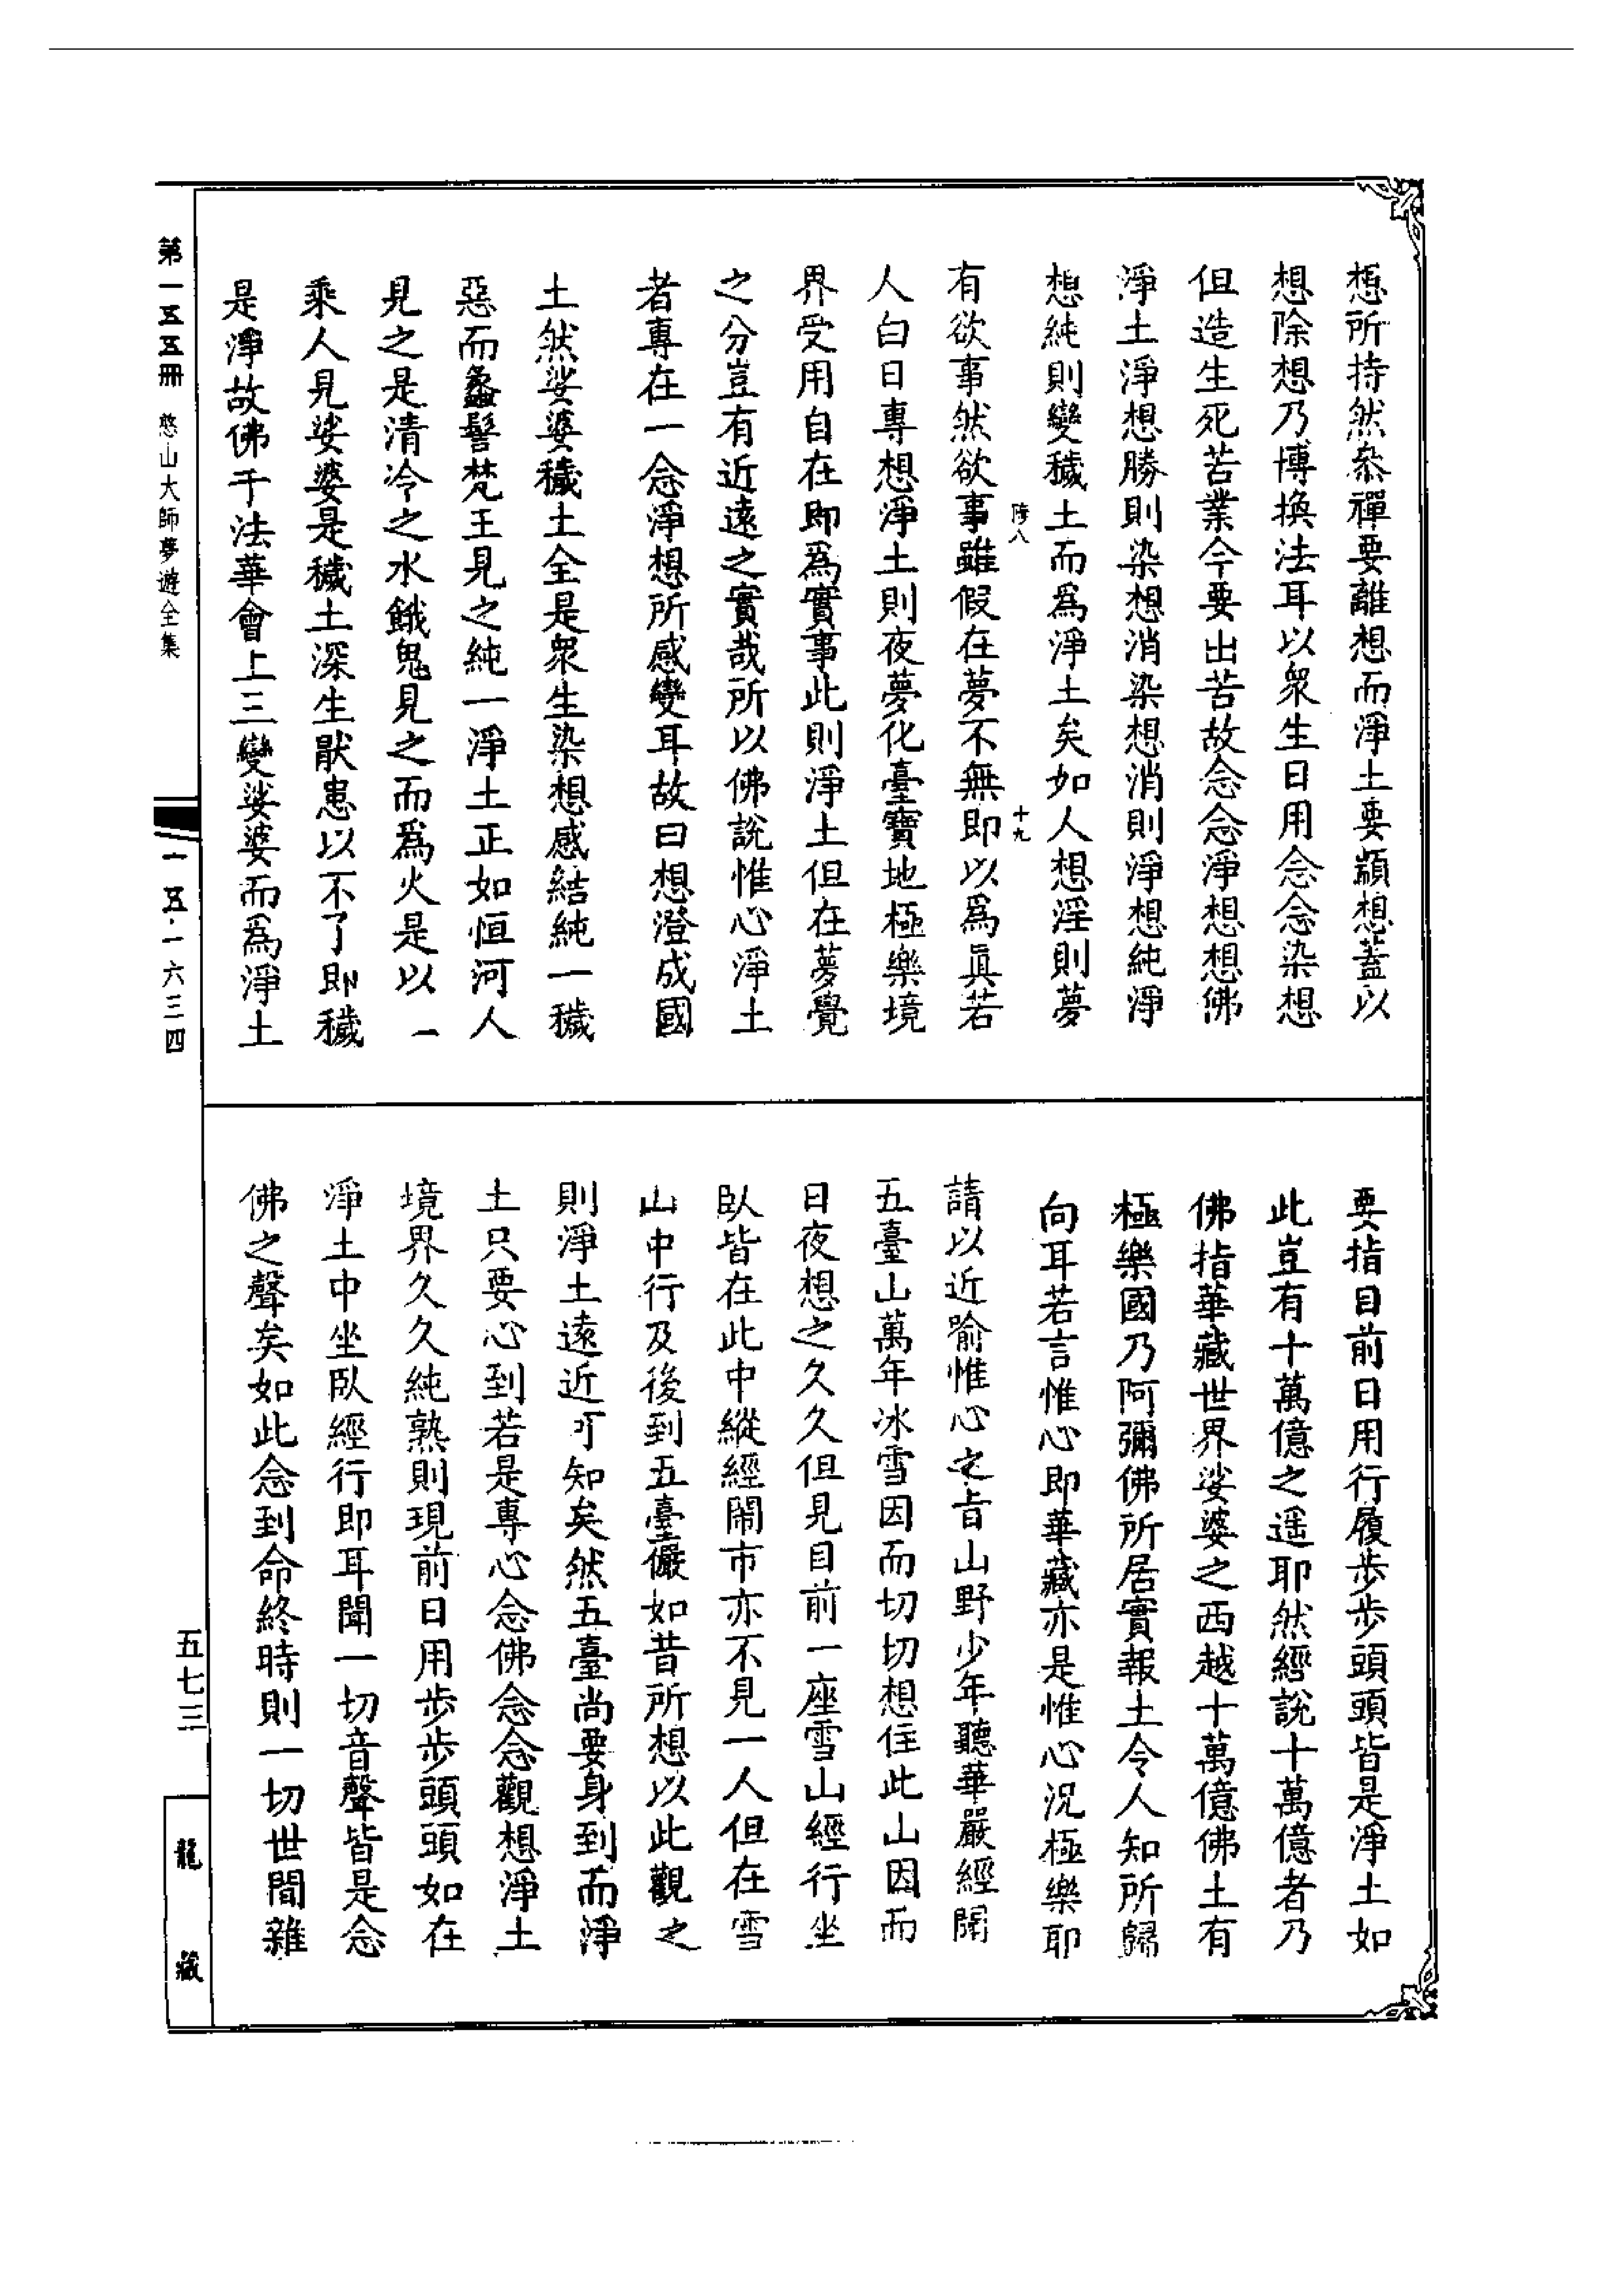 想所持然叅禪要離想而淨土要顓想蓋以
想除想乃博換法耳以衆生日用念念染想
但造生死苦業今要出苦故念念淨想想佛
淨土淨想勝則染想消染想消則淨想純淨
想純則變穢土而爲淨土矣如人想淫則夢
十九
有欲事然欲事雖假在夢不無即以爲眞若
人白日專想淨土則夜夢化臺寶地極樂境
界受用自在即爲實事此則淨土但在夢覺
之分豈有近遠之實哉所以佛說惟心淨土
者專在一念淨想所感變耳故曰想澄成國
土然娑婆穢土全是衆生染想感結純一穢
惡而螽髻梵王見之純一淨土正如恒河人
見之是清冷之水餓鬼見之而爲火是以一
乘人見娑婆是穢土深生厭患以不了即穢
是淨故佛于法華會上三變娑婆而爲淨土
要指目前日用行履步步頭頭皆是淨土如
此豈有十萬億之遥耶然經說十萬億者乃
佛指華藏世界娑婆之西越十萬億佛土有
極樂國乃阿彌佛所居實報土令人知所歸
向耳若言惟心即華藏亦是惟心況極樂耶
請以近喻惟心之旨山野少年聽華嚴經聞
五臺山萬年冰雪因而切切想住此山因而
日夜想之久久但見目前一座雪山經行坐
臥皆在此中縱經鬧市亦不見一人但在雪
山中行及後到五臺儼如昔所想以此觀之
則淨土遠近可知矣然五臺尚要身到而淨
土只要心到若是專心念佛念念觀想淨土
境界久久純熟則現前日用步步頭頭如在
淨土中坐臥經行即耳聞一切音聲皆是念
佛之聲矣如此念到命終時則一切世間雜
第一五五冊 憨山大師夢遊全集
一五·一六三四
五七三
龍藏